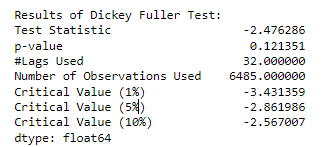 Results of Dickey Fuller Test:
Test Statistic -2.476286
p-value 0.121351
#Lags Used 32.000000
Number of Observations Used 6485.000000
Critical Value (1%) -3.431359
Critical Value (5%) -2.861986
Critical Value (10%) -2.567007
dtype: float64